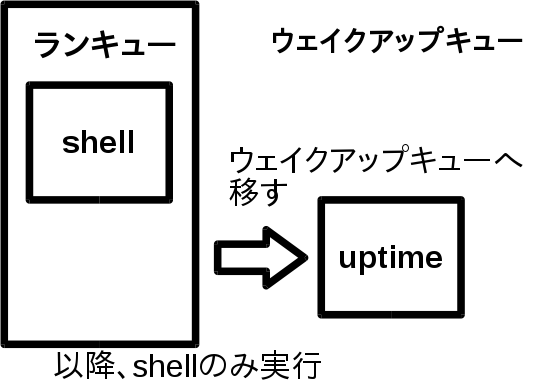 ランキュー
ウェイクアップキュー
shell
ウェイクアップキューへ
移す
uptime
以降、shellのみ実行